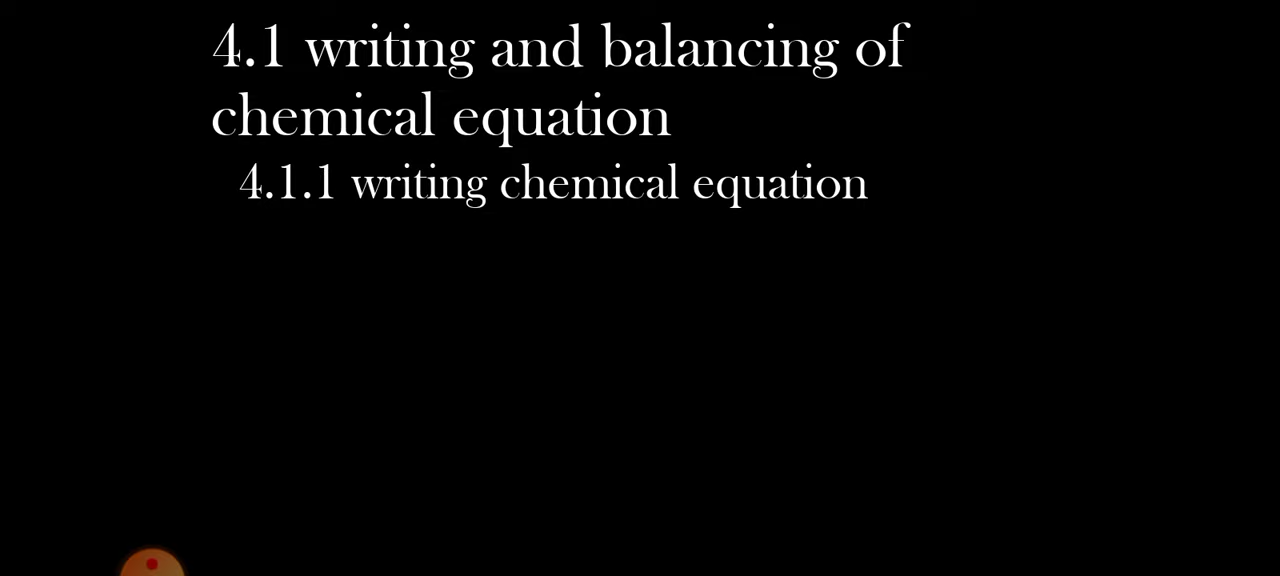 4.1 writing and balancing of
chemical equation
4.1.1 writing chemical equation